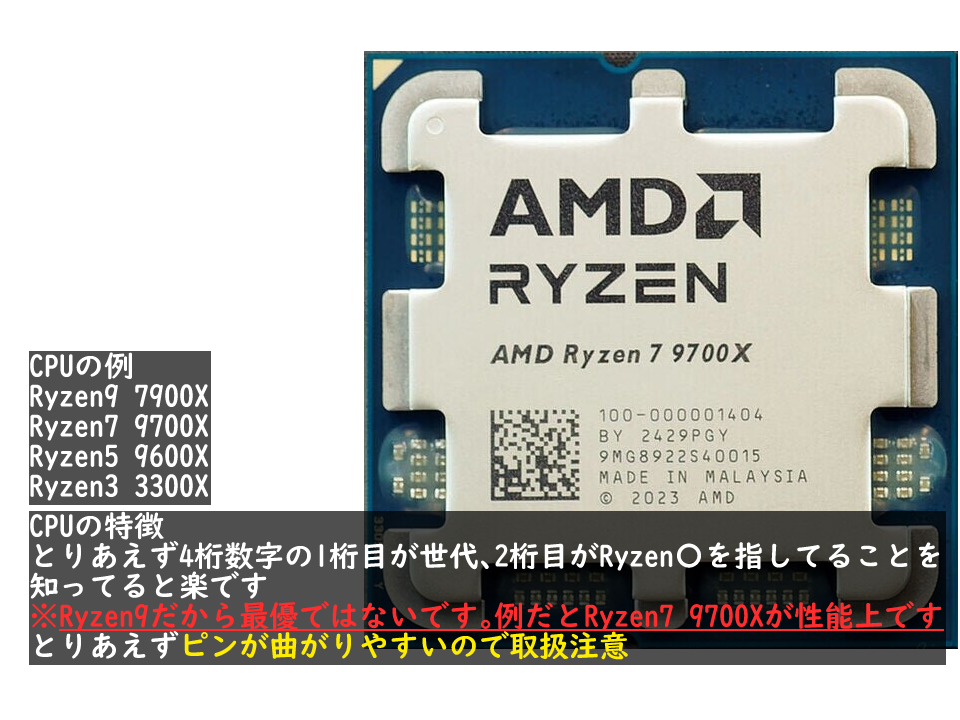 AMD
RYZEN
AMD Ryzen 7 9700X
100-000001404
BY 2429PGY
9MG8922S40015
MADE IN MALAYSIA
© 2023 AMD
CPUの例
Ryzen9 7900X
Ryzen7 9700X
Ryzen5 9600X
Ryzen3 3300X
CPUの特徴
とりあえず4桁数字の1桁目が世代、2桁目がRyzen〇を指してることを
知ってると楽です
※Ryzen9だから最優ではないです。例だとRyzen7 9700Xが性能上です
とりあえずピンが曲がりやすいので取扱注意